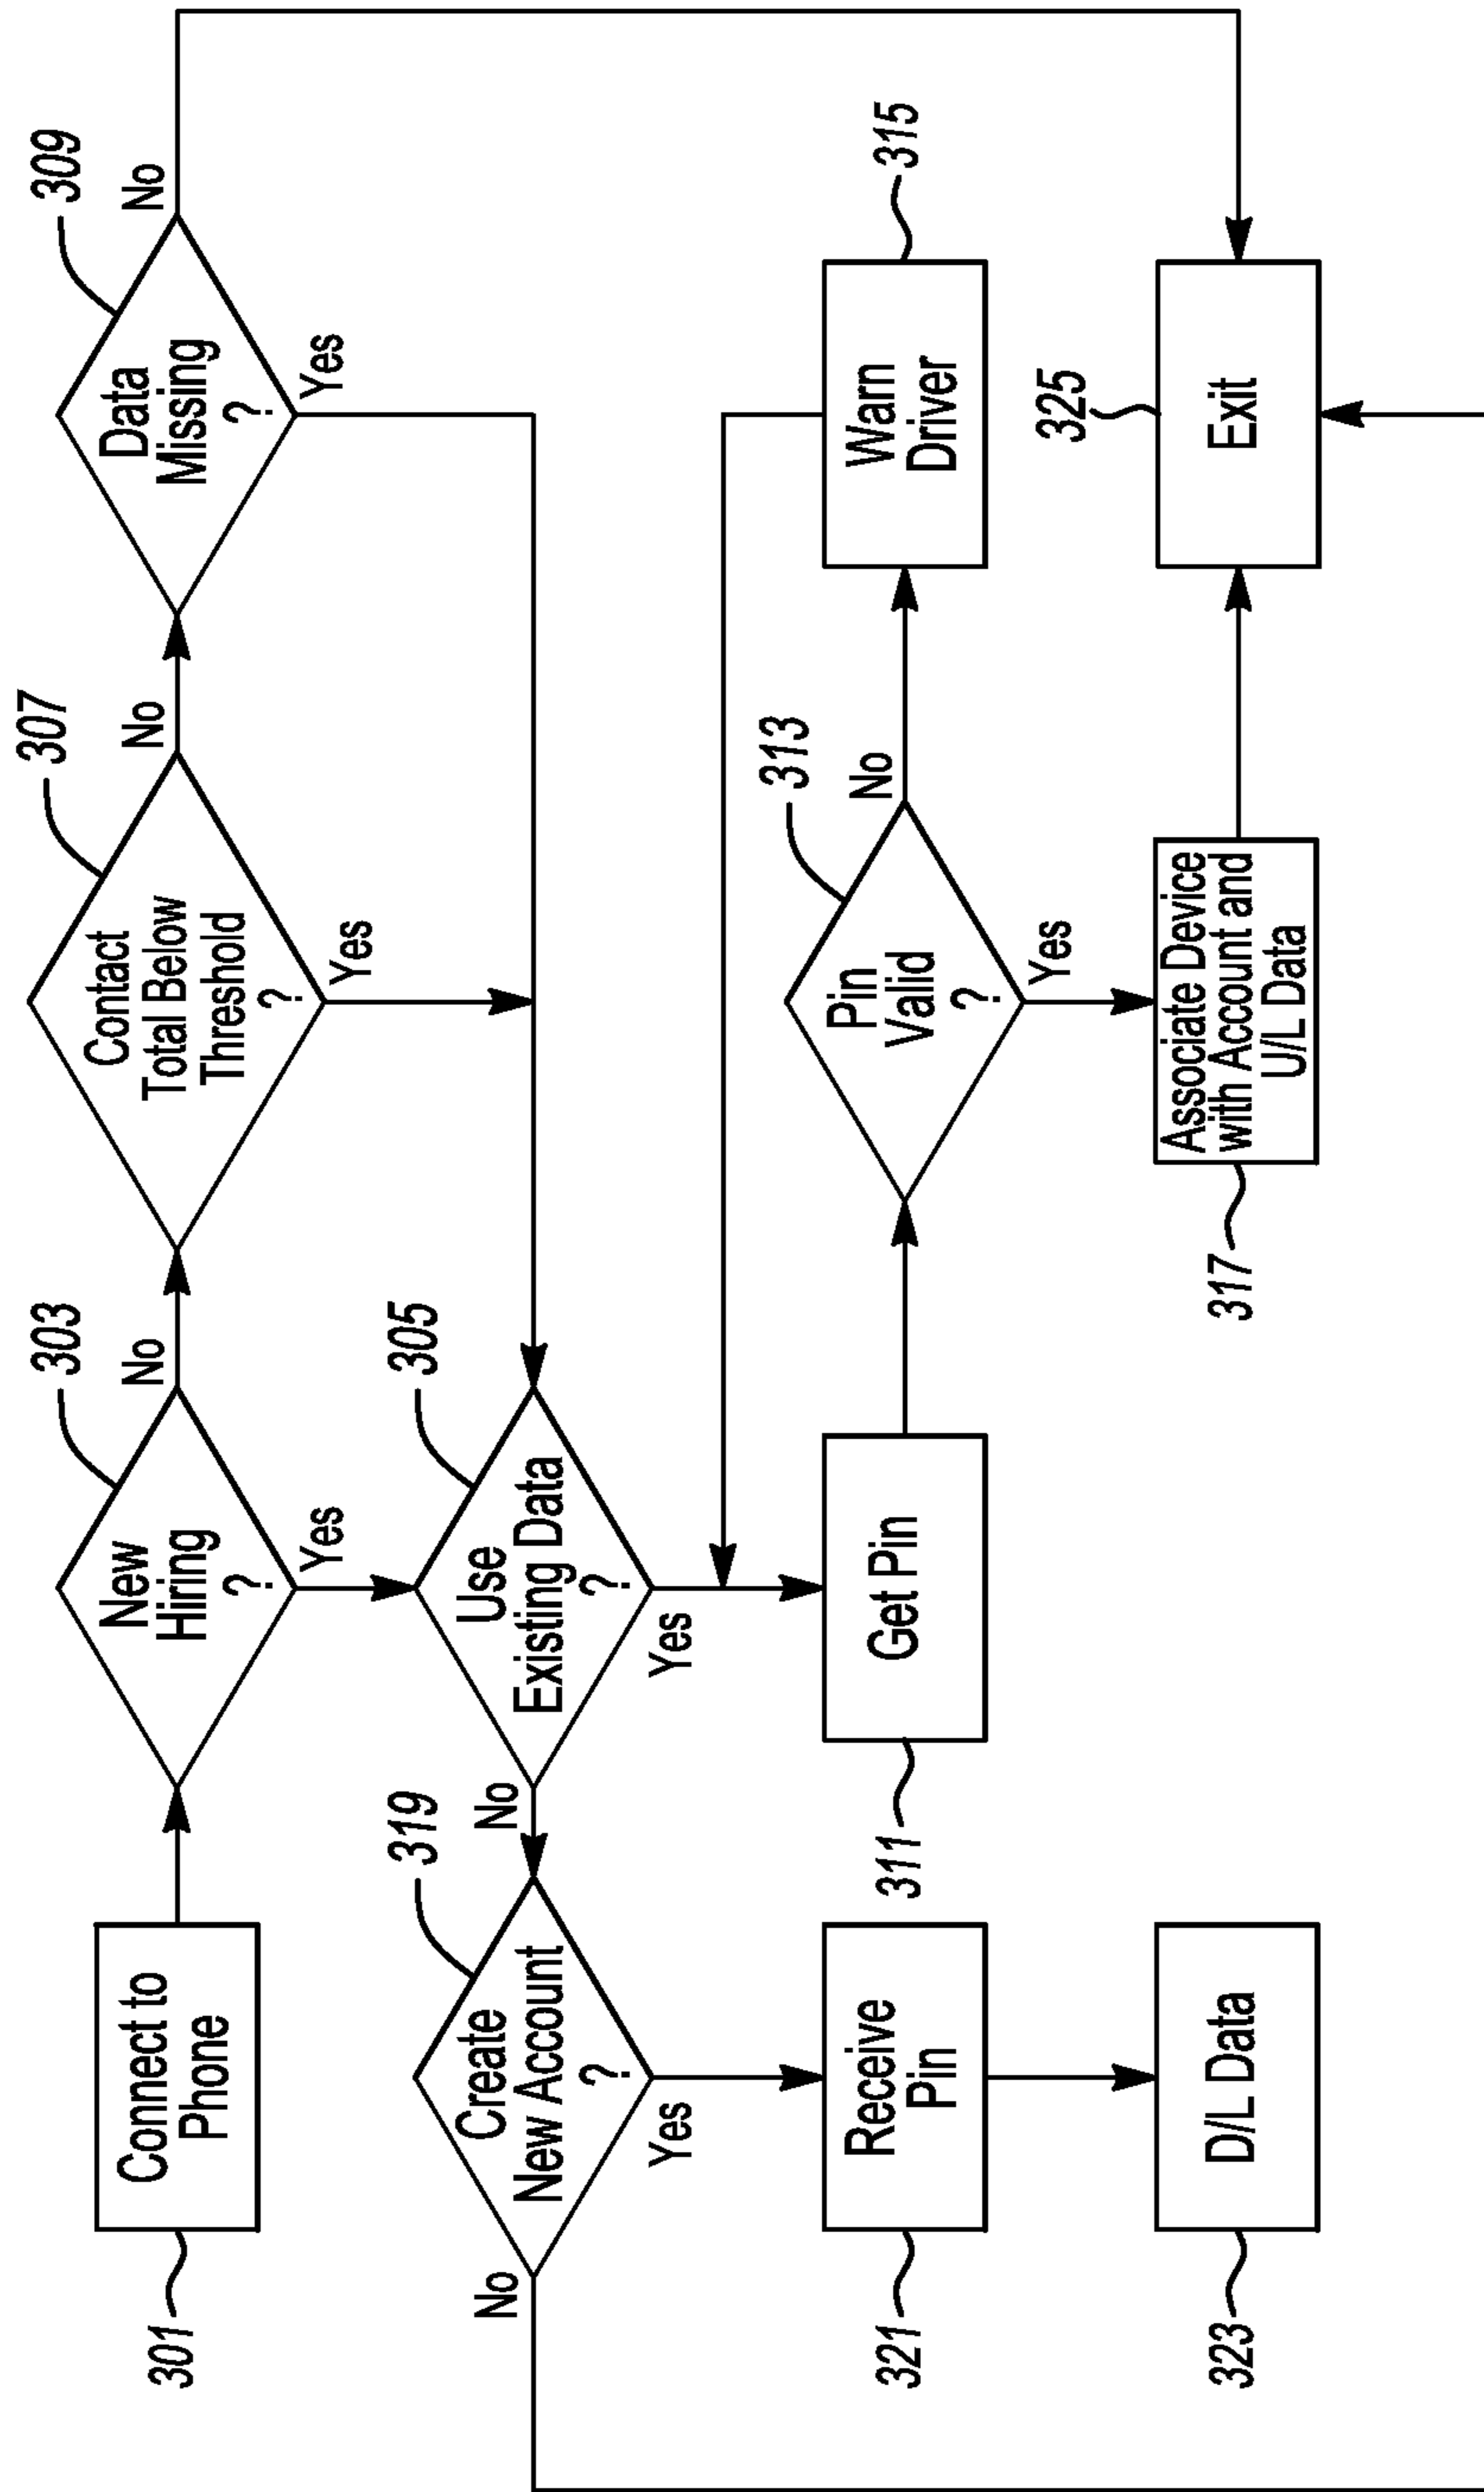 301
Connect to
Phone
303
New
Hiring
?
No
Yes
307
Contact
Total Below
Threshold
?
No
Yes
309
Data
Missing
?
No
Yes
319
Create
New Account
?
No
Yes
305
Use
Existing Data
?
No
Yes
321
Receive
Pin
311
Get Pin
313
Pin
Valid
?
No
Yes
315
Warn
Driver
323
D/L Data
317
Associate Device
with Account and
U/L Data
325
Exit